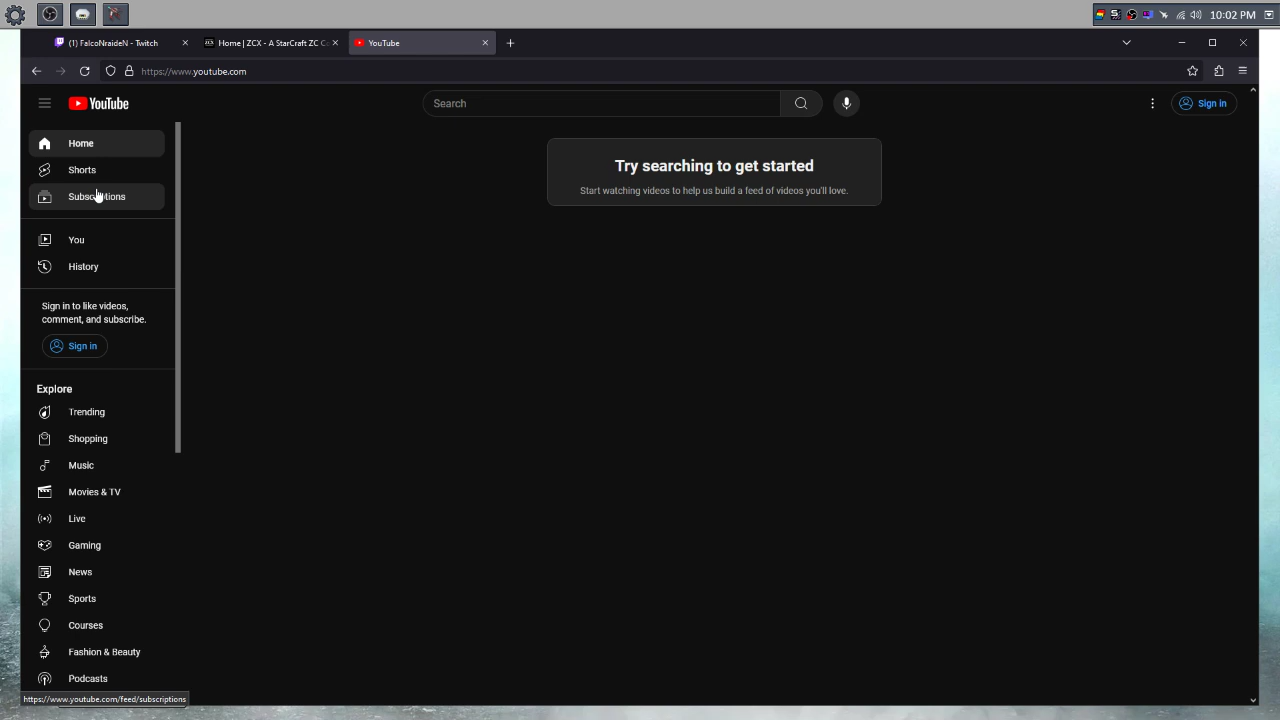 10:02 PM
(1) FalcoNraideN - Twitch
Home | ZCX - A StarCraft ZC C
YouTube
https://www.youtube.com
YouTube
Search
Sign in
Home
Shorts
Subscriptions
You
History
Sign in to like videos,
comment, and subscribe.
Sign in
Explore
Trending
Shopping
Music
Movies & TV
Live
Gaming
News
Sports
Courses
Fashion & Beauty
Podcasts
Try searching to get started
Start watching videos to help us build a feed of videos you'll love.
https://www.youtube.com/feed/subscriptions